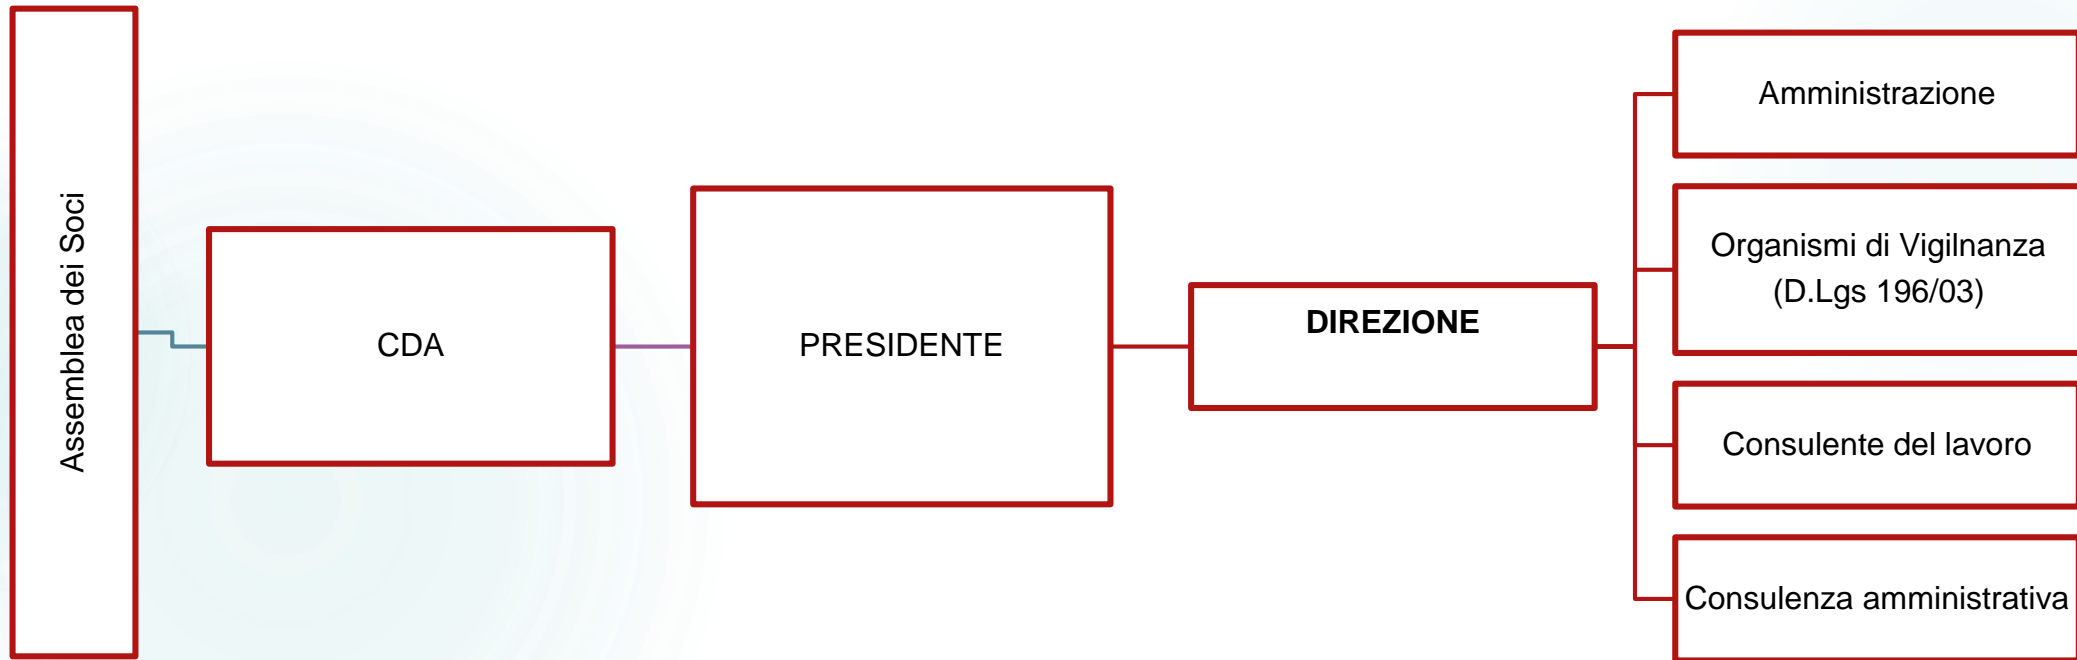 Assemblea dei Soci
CDA
PRESIDENTE
DIREZIONE
Amministrazione
Organismi di Vigilnanza
(D.Lgs 196/03)
Consulente del lavoro
Consulenza amministrativa